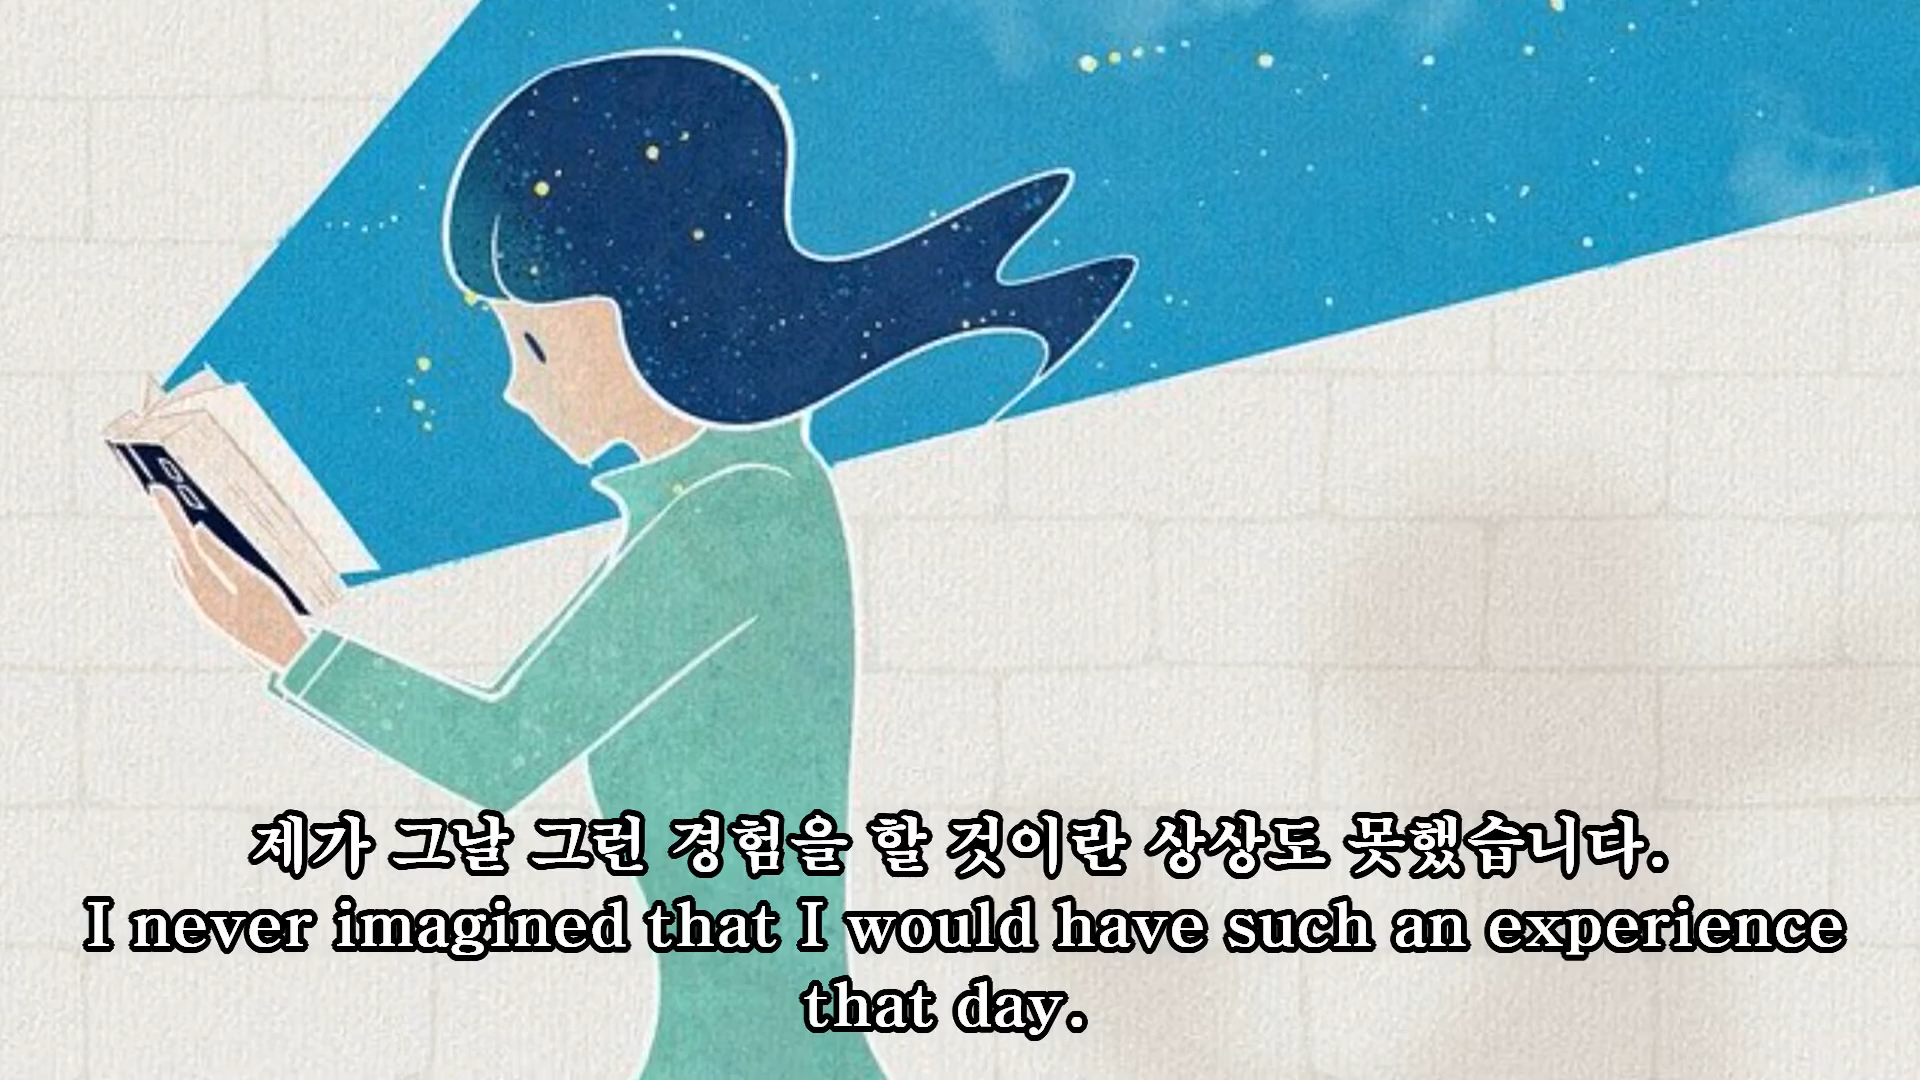 제가 그날 그런 경험을 할 것이란 상상도 못했습니다.
I never imagined that I would have such an experience
that day.